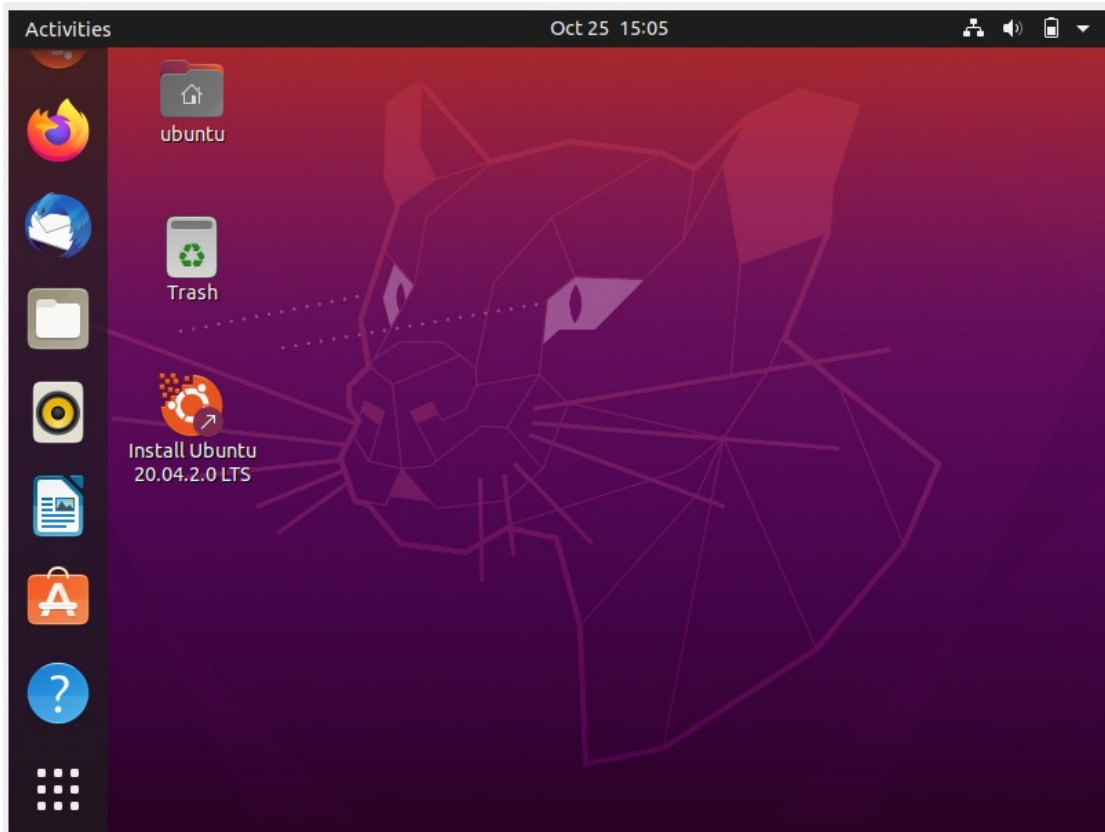 Activities
Oct 25 15:05
ubuntu
Trash
Install Ubuntu
20.04.2.0 LTS